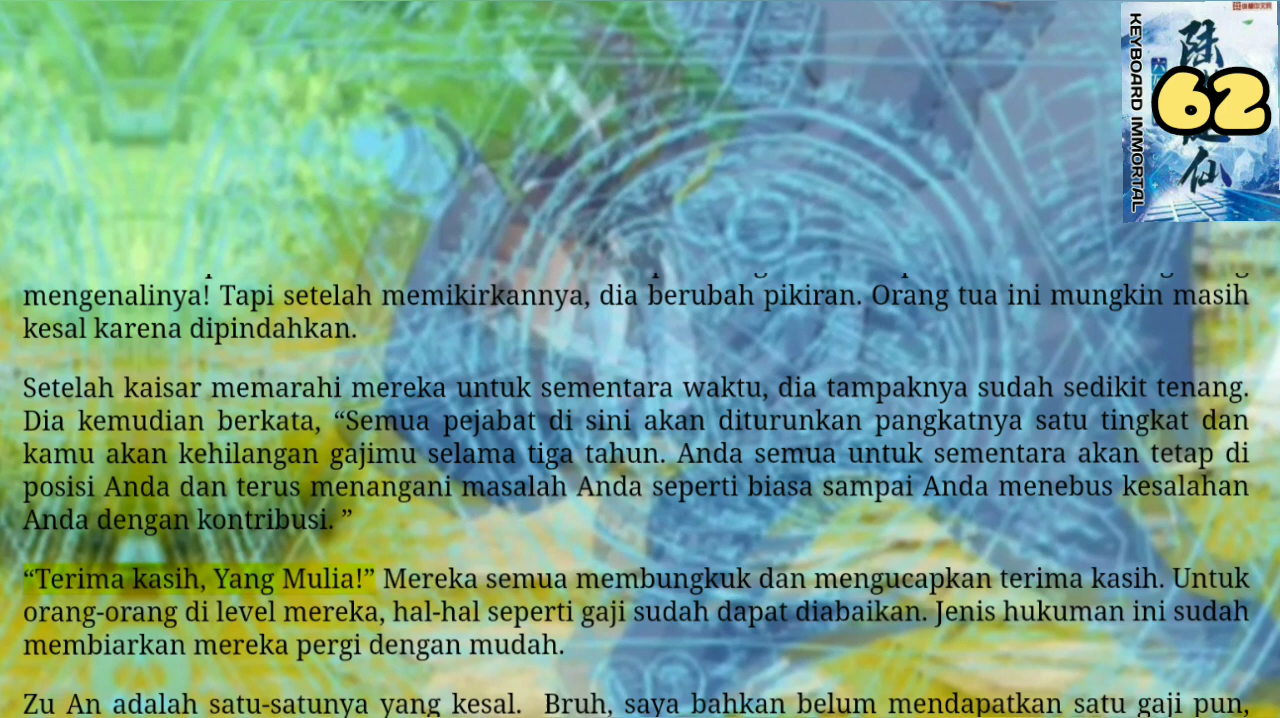 KEYBOARD IMMORTAL
62
仙
mengenalinya! Tapi setelah memikirkannya, dia berubah pikiran. Orang tua ini mungkin masih
kesal karena dipindahkan.
Setelah kaisar memarahi mereka untuk sementara waktu, dia tampaknya sudah sedikit tenang.
Dia kemudian berkata, “Semua pejabat di sini akan diturunkan pangkatnya satu tingkat dan
kamu akan kehilangan gajimu selama tiga tahun. Anda semua untuk sementara akan tetap di
posisi Anda dan terus menangani masalah Anda seperti biasa sampai Anda menebus kesalahan
Anda dengan kontribusi. ”
“Terima kasih, Yang Mulia!” Mereka semua membungkuk dan mengucapkan terima kasih. Untuk
orang-orang di level mereka, hal-hal seperti gaji sudah dapat diabaikan. Jenis hukuman ini sudah
membiarkan mereka pergi dengan mudah.
Zu An adalah satu-satunya yang kesal.  Bruh, saya bahkan belum mendapatkan satu gaji pun,